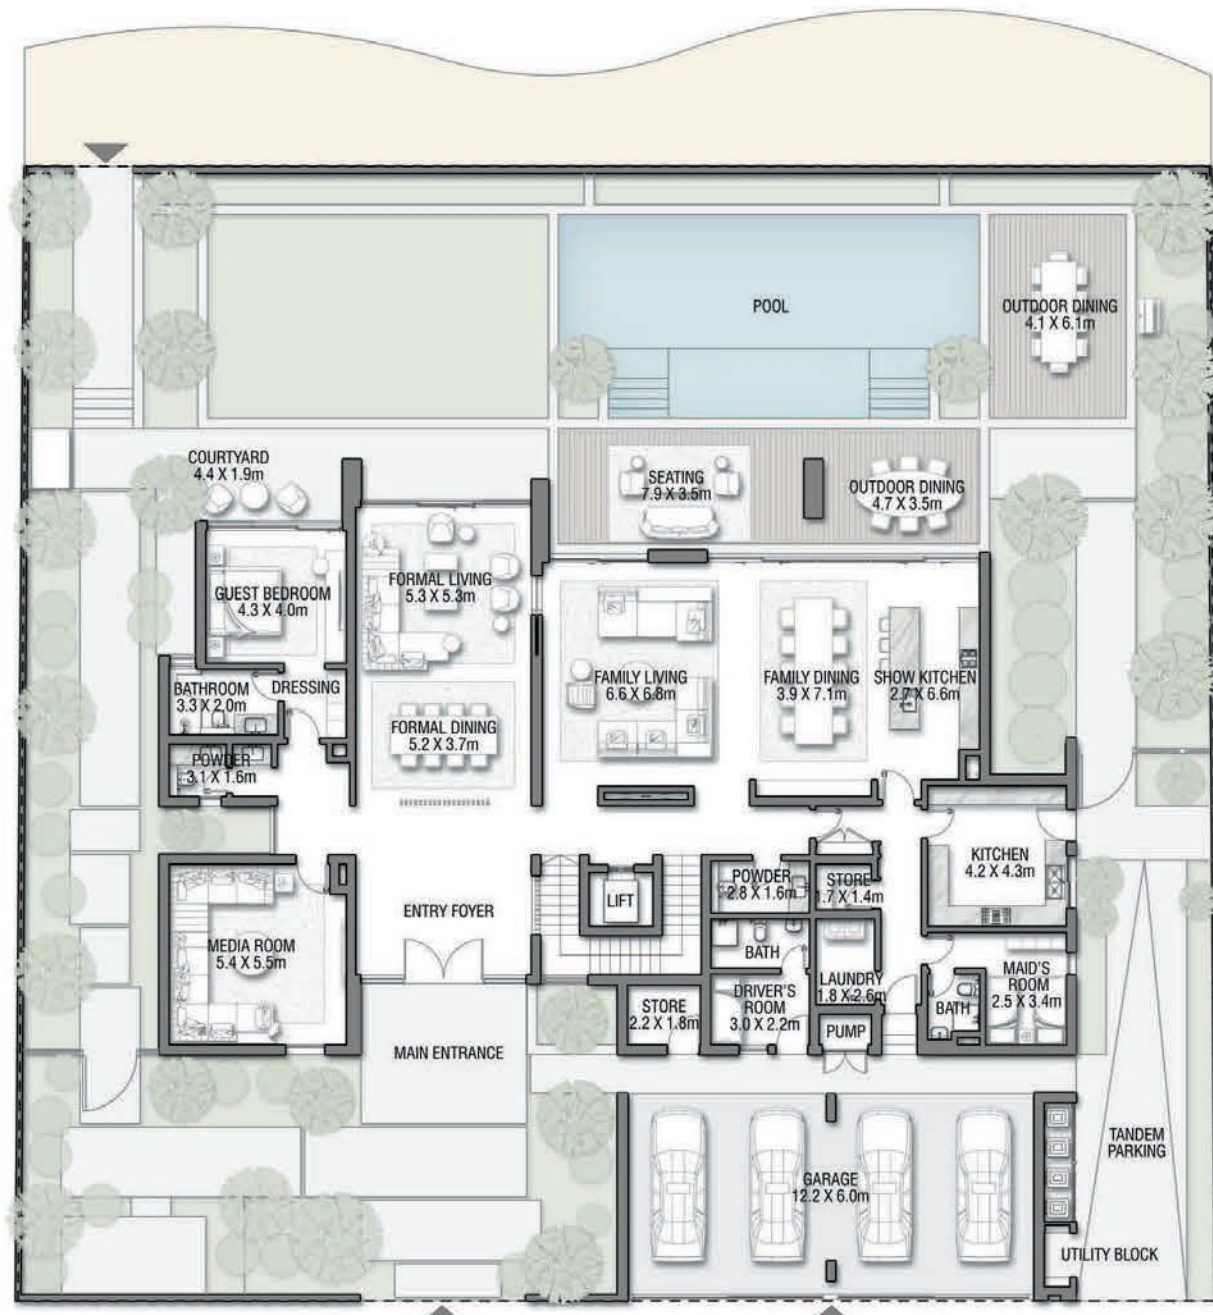 POOL
OUTDOOR DINING
4.1 X 6.1m
COURTYARD
4.4 X 1.9m
SEATING
7.9 X 3.5m
OUTDOOR DINING
4.7 X 3.5m
GUEST BEDROOM
4.3 X 4.0m
FORMAL LIVING
5.3 X 5.3m
BATHROOM
3.3 X 2.0m
DRESSING
FAMILY LIVING
6.6 X 6.8m
FAMILY DINING
3.9 X 7.1m
SHOW KITCHEN
2.7 X 6.6m
FORMAL DINING
5.2 X 3.7m
POWDER
3.1 X 1.6m
KITCHEN
4.2 X 4.3m
POWDER
2.8 X 1.6m
STORE
1.7 X 1.4m
LIFT
ENTRY FOYER
MEDIA ROOM
5.4 X 5.5m
BATH
LAUNDRY
1.8 X 2.6m
MAID'S
ROOM
2.5 X 3.4m
BATH
DRIVER'S
ROOM
3.0 X 2.2m
STORE
2.2 X 1.8m
PUMP
MAIN ENTRANCE
TANDEM
PARKING
GARAGE
12.2 X 6.0m
UTILITY BLOCK